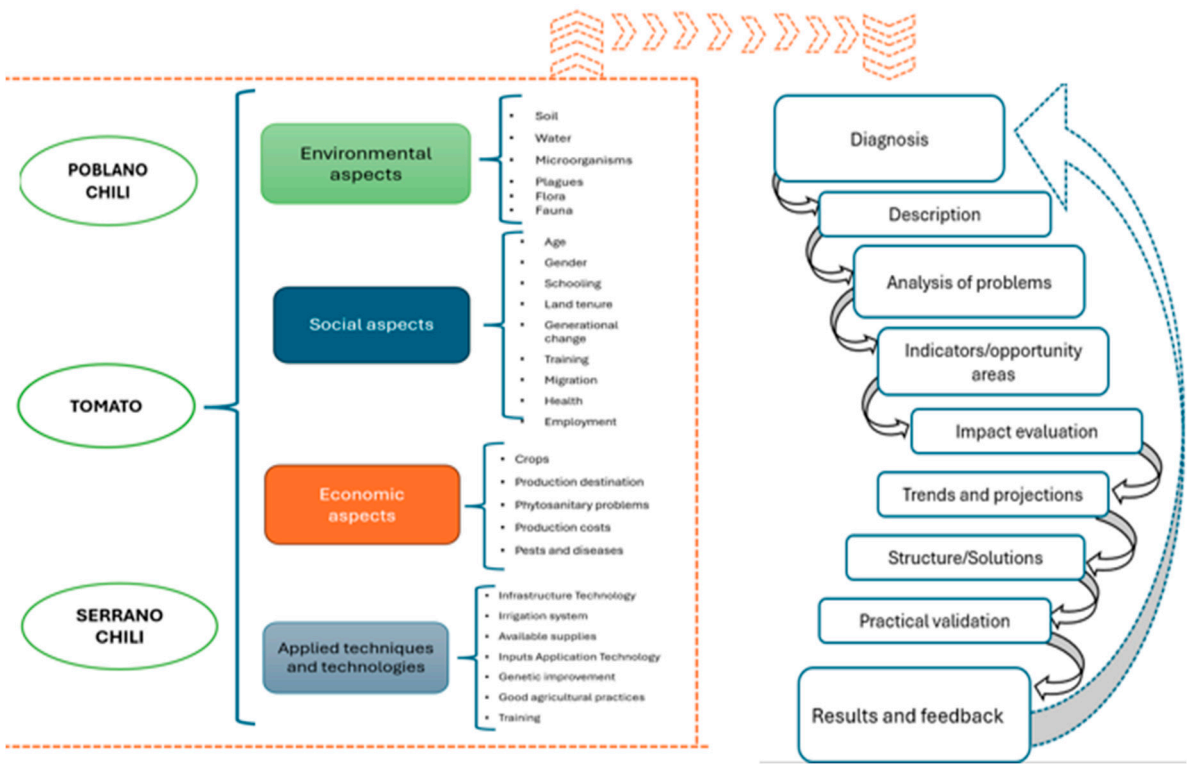 POBLANO
CHILI
TOMATO
SERRANO
CHILI
Environmental
aspects
Soil
Water
Microorganisms
Plagues
Flora
Fauna
Social aspects
Age
Gender
Schooling
Land tenure
Generational
change
Training
Migration
Health
Employment
Economic
aspects
Crops
Production destination
Phytosanitary problems
Production costs
Pests and diseases
Applied techniques
and technologies
Infrastructure Technology
Irrigation system
Available supplies
Inputs Application Technology
Genetic improvement
Good agricultural practices
Training
Diagnosis
Description
Analysis of problems
Indicators/opportunity
areas
Impact evaluation
Trends and projections
Structure/Solutions
Practical validation
Results and feedback